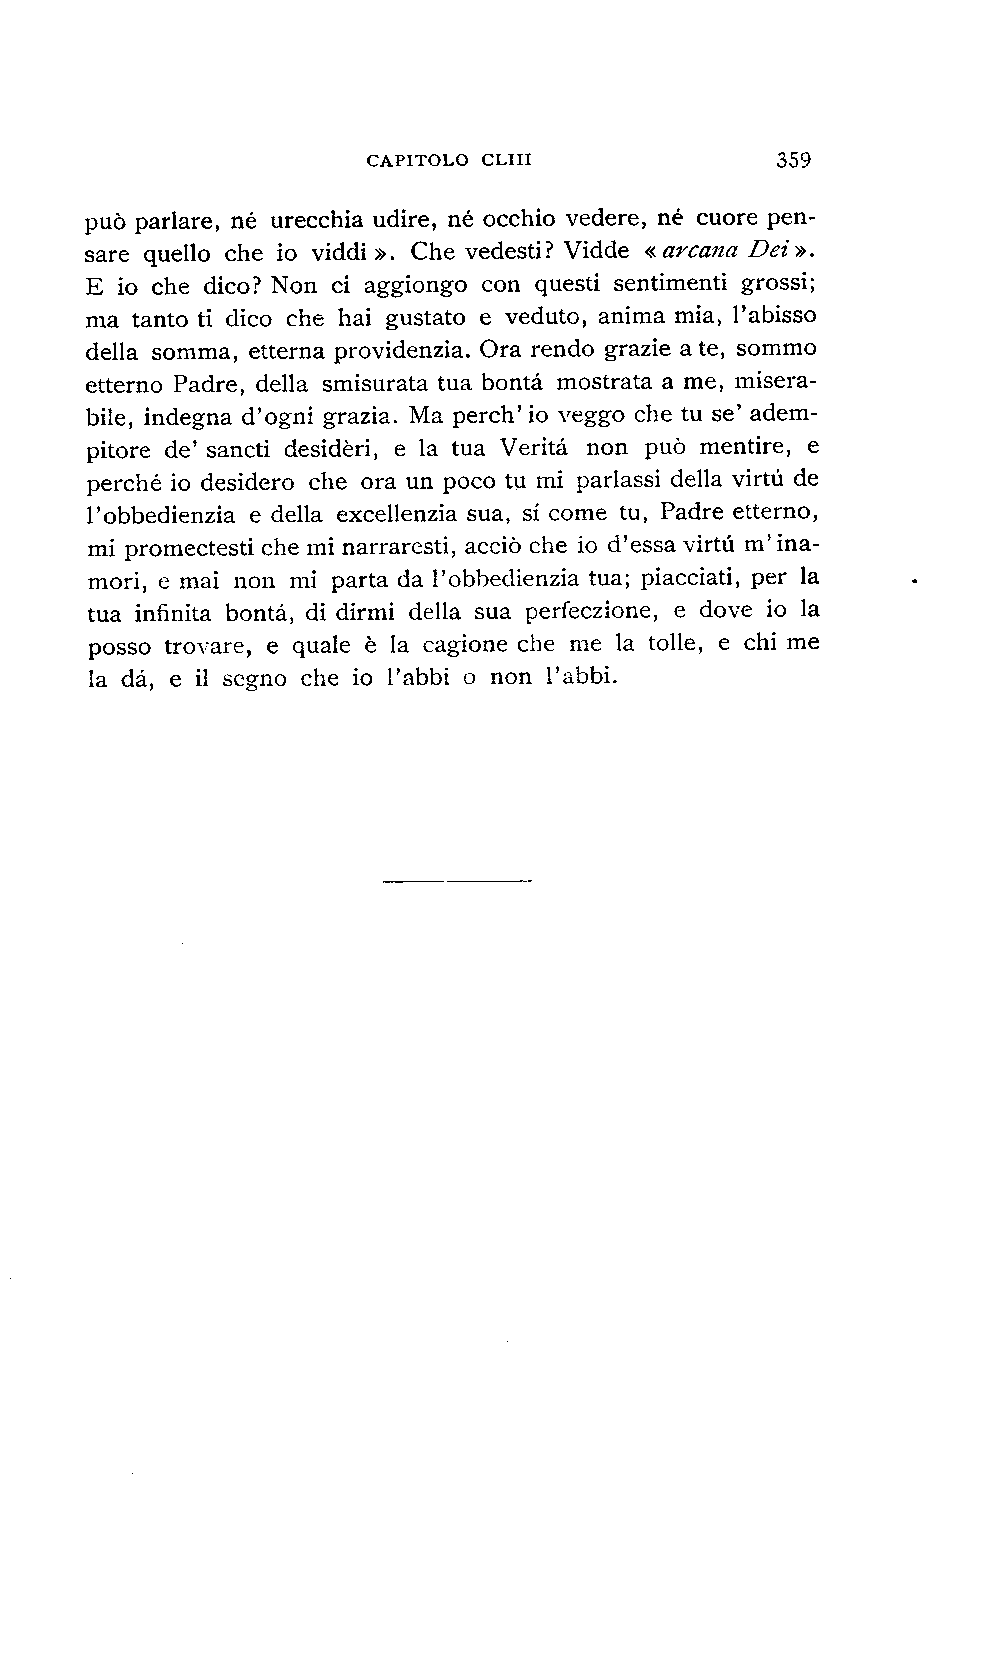 CAPITOLO CLIII 359
può parlare, né urecchia udire, né occhio vedere, né cuore pen-
sare quello che io viddi ». Che vedesti? Vidde « arcana Dei ».
E io che dico? Non ci aggiongo con questi sentimenti grossi;
ma tanto ti dico che hai gustato e veduto, anima mia, l'abisso
della somma, etterna providenzia. Ora rendo grazie a te, sommo
etterno Padre, della smisurata tua bontá mostrata a me, misera-
bile, indegna d'ogni grazia. Ma perch' io veggo che tu se' adem-
pitore de' sancti desidèri, e la tua Veritá non può mentire, e
perché io desidero che ora un poco tu mi parlassi della virtú de
l'obbedienzia e della excellenzia sua, sí come tu, Padre etterno,
mi promectesti che mi narraresti, acciò che io d'essa virtú m' ina-
mori, e mai non mi parta da l'obbedienzia tua; piacciati, per la
tua infinita bontá, di dirmi della sua perfeczione, e dove io la
posso trovare, e quale è la cagione che me la tolle, e chi me
la dá, e il segno che io l'abbi o non l'abbi.